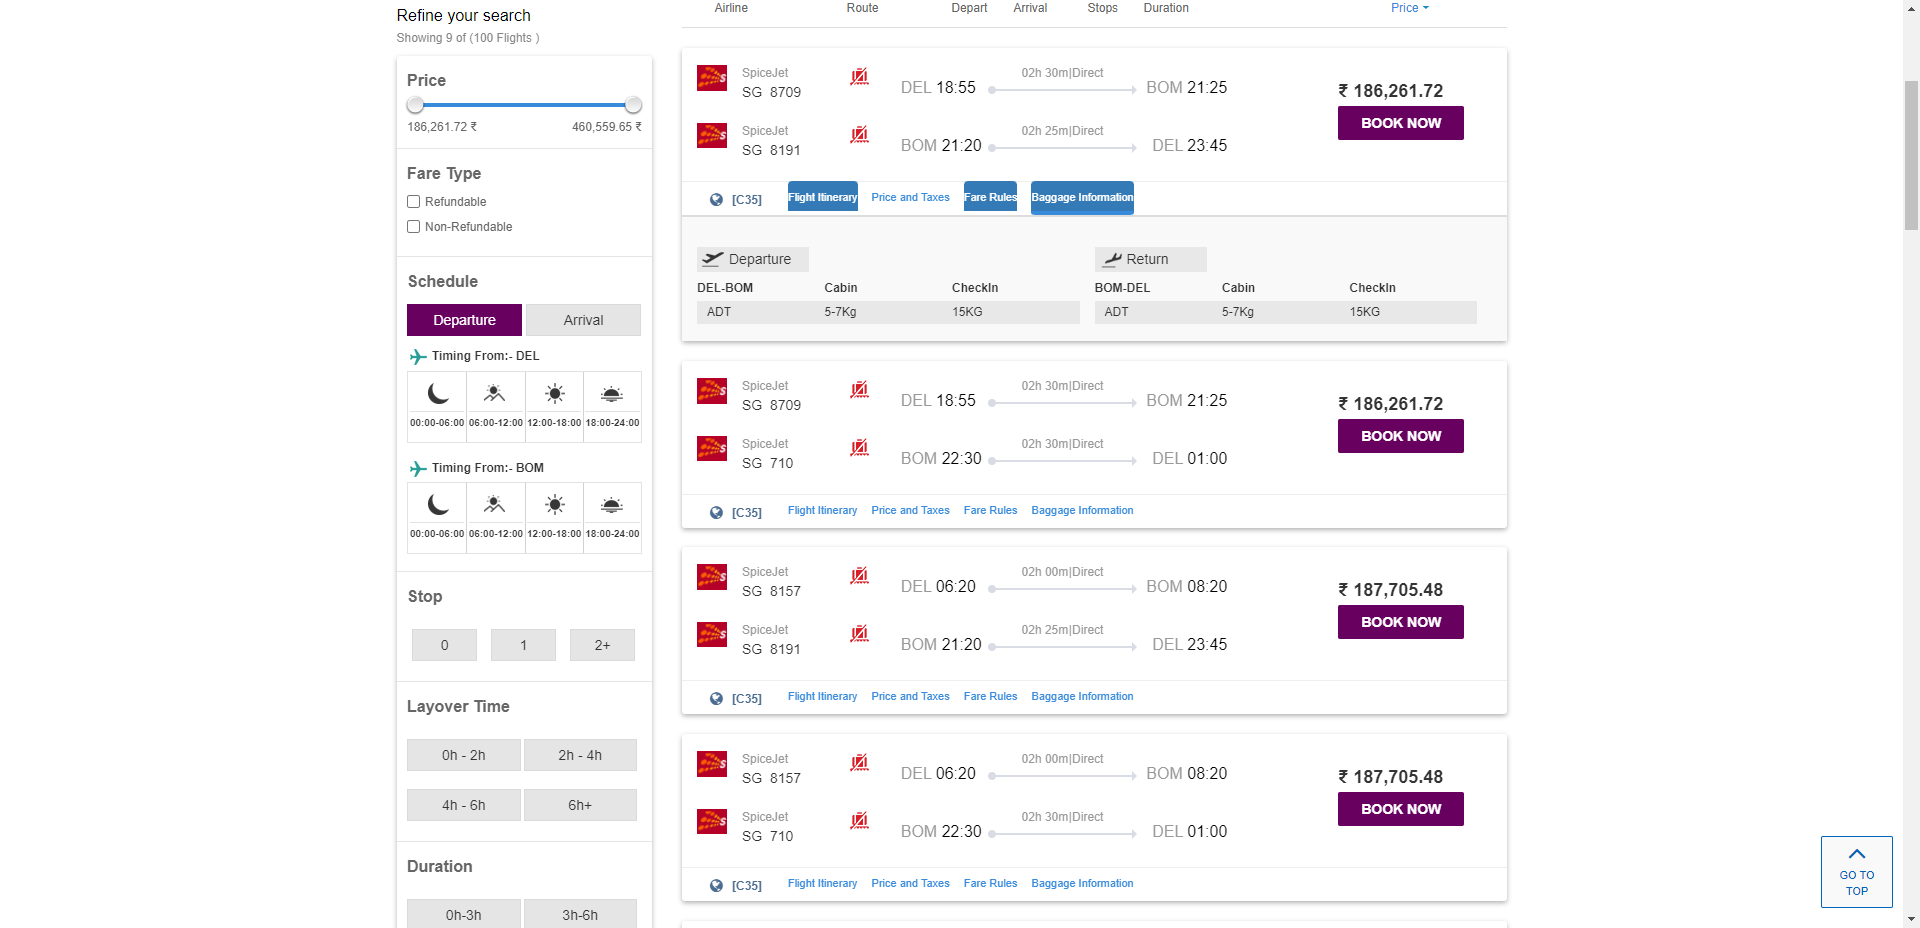 Refine your search
Showing 9 of (100 Flights )
Price
186,261.72 ₹ 460,559.65 ₹
Fare Type
Refundable
Non-Refundable
Schedule
Departure Arrival
Timing From:- DEL
00:00-06:00 06:00-12:00 12:00-18:00 18:00-24:00
Timing From:- BOM
00:00-06:00 06:00-12:00 12:00-18:00 18:00-24:00
Stop
0 1 2+
Layover Time
0h - 2h 2h - 4h
4h - 6h 6h+
Duration
0h-3h 3h-6h
Airline Route Depart Arrival Stops Duration Price
SpiceJet 02h 30m|Direct
SG 8709 DEL 18:55 BOM 21:25 ₹ 186,261.72
BOOK NOW
SpiceJet 02h 25m|Direct
SG 8191 BOM 21:20 DEL 23:45
[C35] Flight Itinerary Price and Taxes Fare Rules Baggage Information
Departure Return
DEL-BOM Cabin CheckIn BOM-DEL Cabin CheckIn
ADT 5-7Kg 15KG ADT 5-7Kg 15KG
SpiceJet 02h 30m|Direct
SG 8709 DEL 18:55 BOM 21:25 ₹ 186,261.72
BOOK NOW
SpiceJet 02h 30m|Direct
SG 710 BOM 22:30 DEL 01:00
[C35] Flight Itinerary Price and Taxes Fare Rules Baggage Information
SpiceJet 02h 00m|Direct
SG 8157 DEL 06:20 BOM 08:20 ₹ 187,705.48
BOOK NOW
SpiceJet 02h 25m|Direct
SG 8191 BOM 21:20 DEL 23:45
[C35] Flight Itinerary Price and Taxes Fare Rules Baggage Information
SpiceJet 02h 00m|Direct
SG 8157 DEL 06:20 BOM 08:20 ₹ 187,705.48
BOOK NOW
SpiceJet 02h 30m|Direct
SG 710 BOM 22:30 DEL 01:00
[C35] Flight Itinerary Price and Taxes Fare Rules Baggage Information
GO TO
TOP